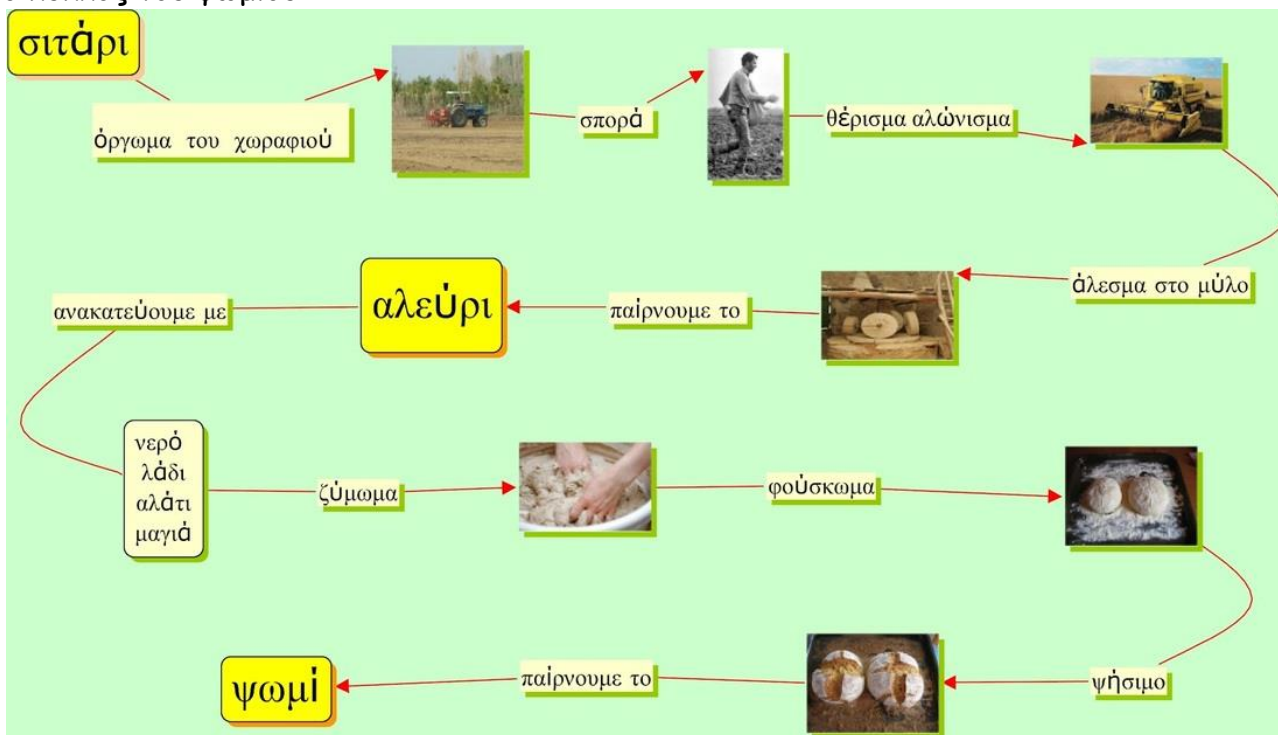 σιτάρι
όργωμα του χωραφιού
σπορά
θέρισμα αλώνισμα
άλεσμα στο μύλο
παίρνουμε το
αλεύρι
ανακατεύουμε με
νερό
λάδι
αλάτι
μαγιά
ζύμωμα
φούσκωμα
ψήσιμο
παίρνουμε το
ψωμί